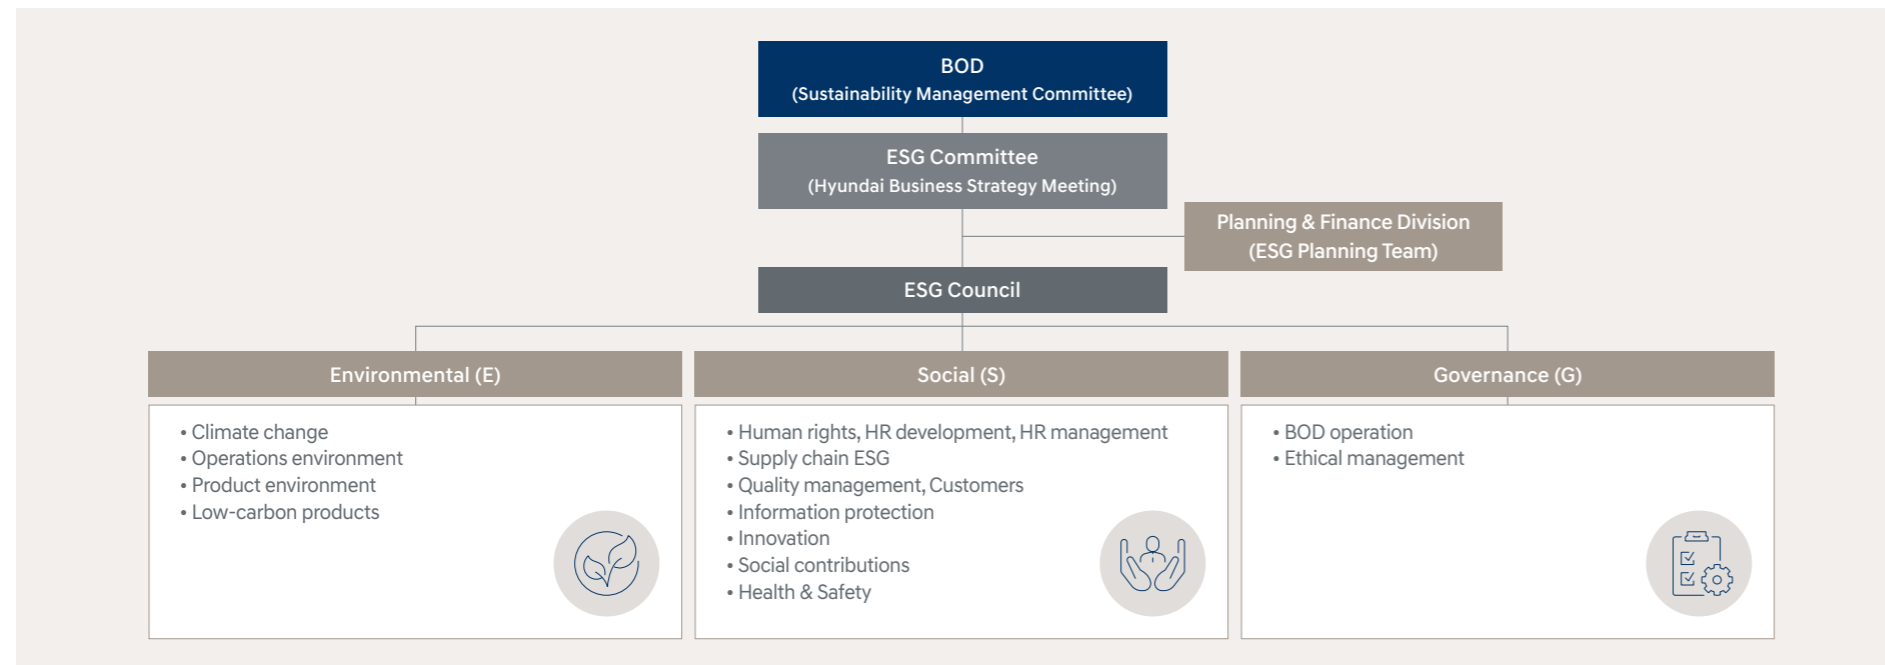 BOD
(Sustainability Management Committee)
ESG Committee
(Hyundai Business Strategy Meeting)
Planning & Finance Division
(ESG Planning Team)
ESG Council
Environmental (E)
• Climate change
• Operations environment
• Product environment
• Low-carbon products
Social (S)
• Human rights, HR development, HR management
• Supply chain ESG
• Quality management, Customers
• Information protection
• Innovation
• Social contributions
• Health & Safety
Governance (G)
• BOD operation
• Ethical management